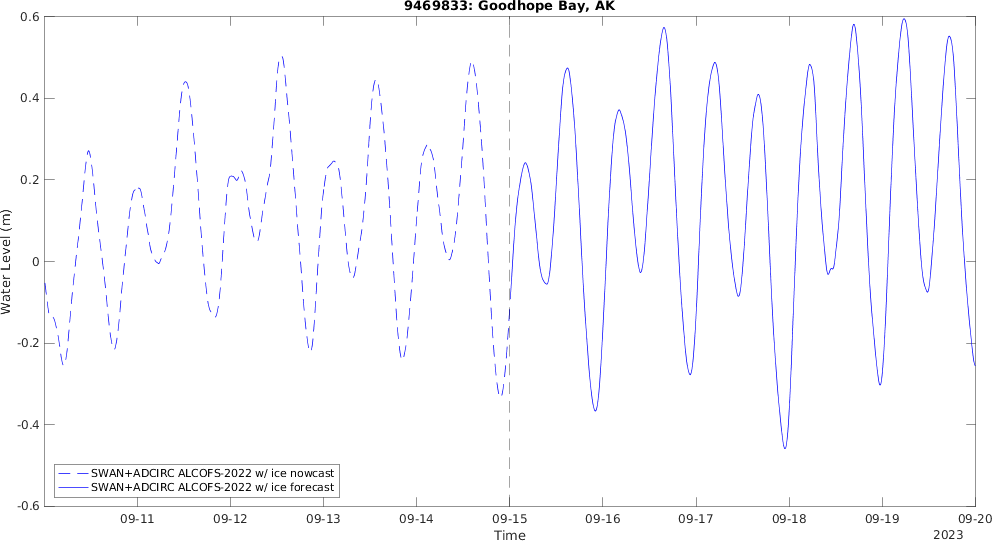 9469833: Goodhope Bay, AK
Water Level (m)
0.6
0.4
0.2
0
-0.2
-0.4
-0.6
SWAN+ADCIRC ALCOFS-2022 w/ ice nowcast
SWAN+ADCIRC ALCOFS-2022 w/ ice forecast
09-11 09-12 09-13 09-14 09-15 09-16 09-17 09-18 09-19 09-20
Time
2023